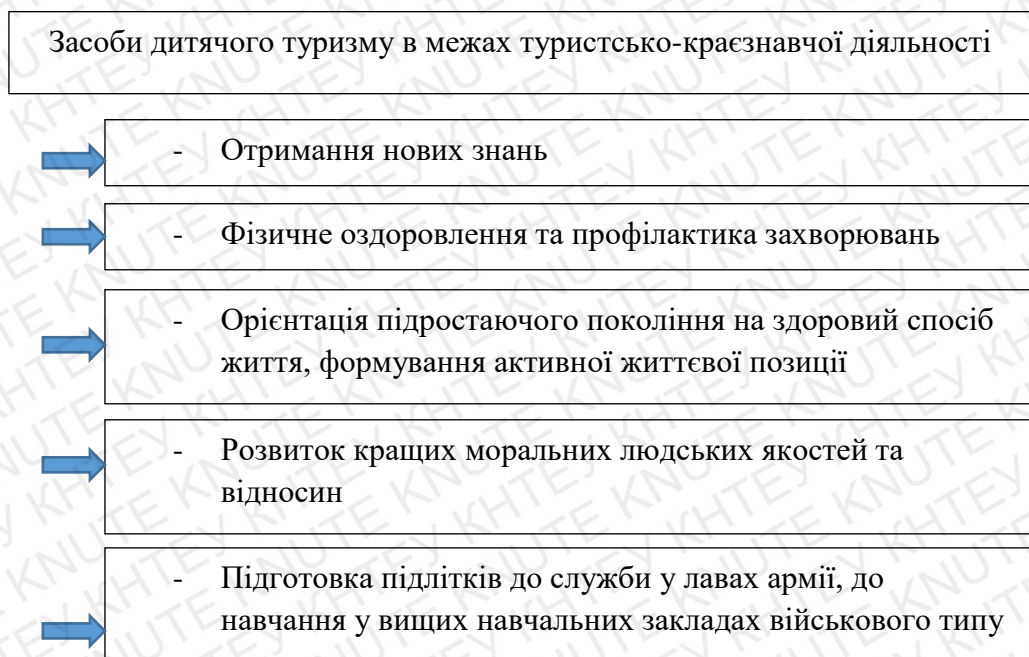 Засоби дитячого туризму в межах туристсько-краєзнавчої діяльності
- Отримання нових знань
- Фізичне оздоровлення та профілактика захворювань
- Орієнтація підростаючого покоління на здоровий спосіб
життя, формування активної життєвої позиції
- Розвиток кращих моральних людських якостей та
відносин
- Підготовка підлітків до служби у лавах армії, до
навчання у вищих навчальних закладах військового типу